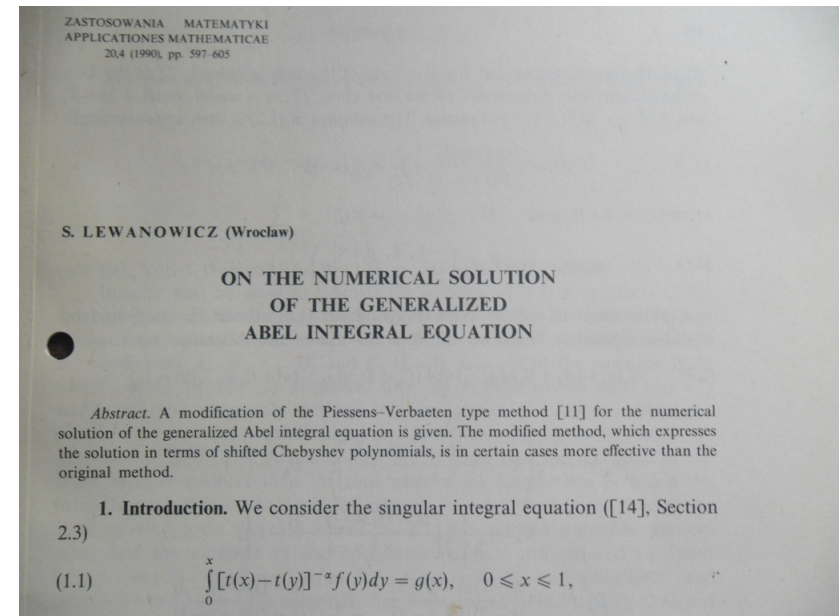 ZASTOSOWANIA MATEMATYKI
APPLICATIONES MATHEMATICAE
20,4 (1990), pp. 597-605
S. LEWANOWICZ (Wrocław)
ON THE NUMERICAL SOLUTION
OF THE GENERALIZED
ABEL INTEGRAL EQUATION
Abstract. A modification of the Piessens–Verbaeten type method [11] for the numerical
solution of the generalized Abel integral equation is given. The modified method, which expresses
the solution in terms of shifted Chebyshev polynomials, is in certain cases more effective than the
original method.
1. Introduction. We consider the singular integral equation ([14], Section
2.3)
(1.1) ∫₀ˣ [t(x)−t(y)]^{−α} f(y)dy = g(x), 0 ⩽ x ⩽ 1,